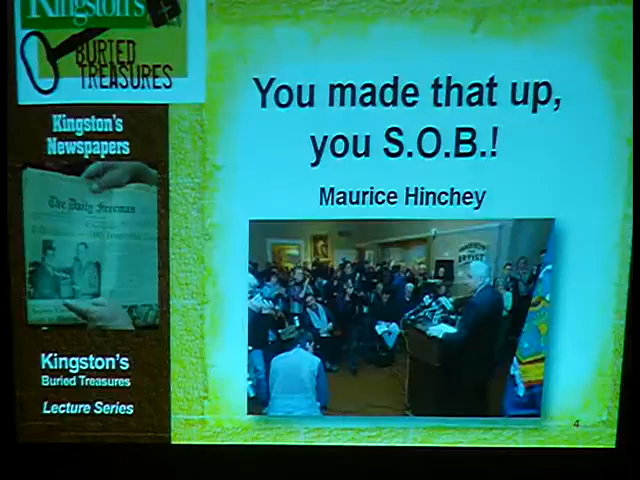 Kingston's
BURIED
TREASURES
Kingston's
Newspapers
The Daily Freeman
Kingston's
Buried Treasures
Lecture Series
You made that up,
you S.O.B.!
Maurice Hinchey
ARTIST
4